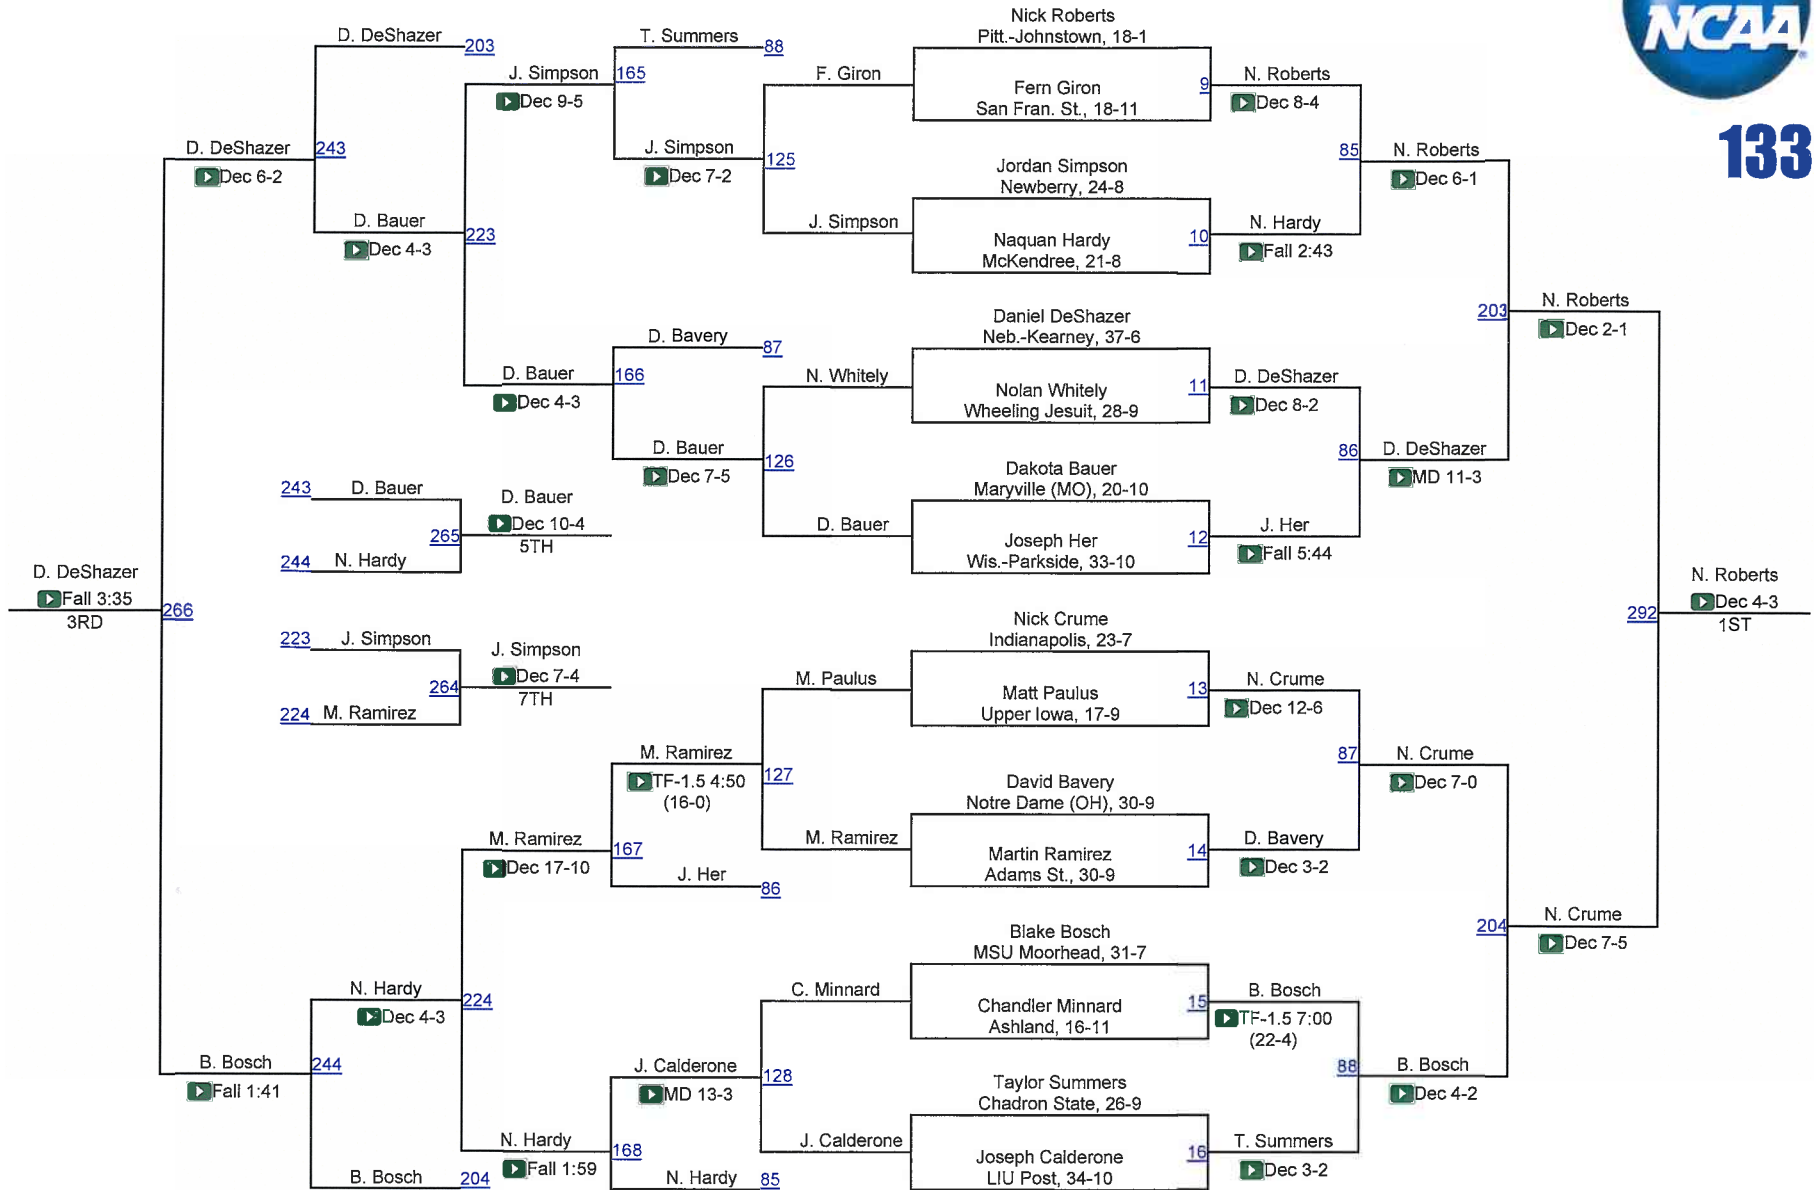 NCAA
133
Nick Roberts
Pitt.-Johnstown, 18-1
D. DeShazer
203
T. Summers
88
J. Simpson
165
Dec 9-5
F. Giron
Fern Giron
San Fran. St., 18-11
9
N. Roberts
Dec 8-4
D. DeShazer
243
Dec 6-2
J. Simpson
125
Dec 7-2
Jordan Simpson
Newberry, 24-8
85
N. Roberts
Dec 6-1
D. Bauer
223
Dec 4-3
J. Simpson
Naquan Hardy
McKendree, 21-8
10
N. Hardy
Fall 2:43
Daniel DeShazer
Neb.-Kearney, 37-6
203
N. Roberts
Dec 2-1
D. Bavery
87
D. Bauer
166
Dec 4-3
N. Whitely
Nolan Whitely
Wheeling Jesuit, 28-9
11
D. DeShazer
Dec 8-2
D. Bauer
126
Dec 7-5
Dakota Bauer
Maryville (MO), 20-10
86
D. DeShazer
MD 11-3
243
D. Bauer
265
D. Bauer
Dec 10-4
5TH
244
N. Hardy
D. Bauer
Joseph Her
Wis.-Parkside, 33-10
12
J. Her
Fall 5:44
D. DeShazer
Fall 3:35
3RD
266
Nick Crume
Indianapolis, 23-7
292
N. Roberts
Dec 4-3
1ST
223
J. Simpson
264
J. Simpson
Dec 7-4
7TH
224
M. Ramirez
M. Paulus
Matt Paulus
Upper Iowa, 17-9
13
N. Crume
Dec 12-6
M. Ramirez
127
TF-1.5 4:50
(16-0)
David Bavery
Notre Dame (OH), 30-9
87
N. Crume
Dec 7-0
M. Ramirez
167
Dec 17-10
M. Ramirez
Martin Ramirez
Adams St., 30-9
14
D. Bavery
Dec 3-2
J. Her
86
Blake Bosch
MSU Moorhead, 31-7
204
N. Crume
Dec 7-5
N. Hardy
224
Dec 4-3
C. Minnard
Chandler Minnard
Ashland, 16-11
15
B. Bosch
TF-1.5 7:00
(22-4)
B. Bosch
244
Fall 1:41
J. Calderone
128
MD 13-3
Taylor Summers
Chadron State, 26-9
88
B. Bosch
Dec 4-2
N. Hardy
168
Fall 1:59
J. Calderone
Joseph Calderone
LIU Post, 34-10
16
T. Summers
Dec 3-2
B. Bosch
204
N. Hardy
85